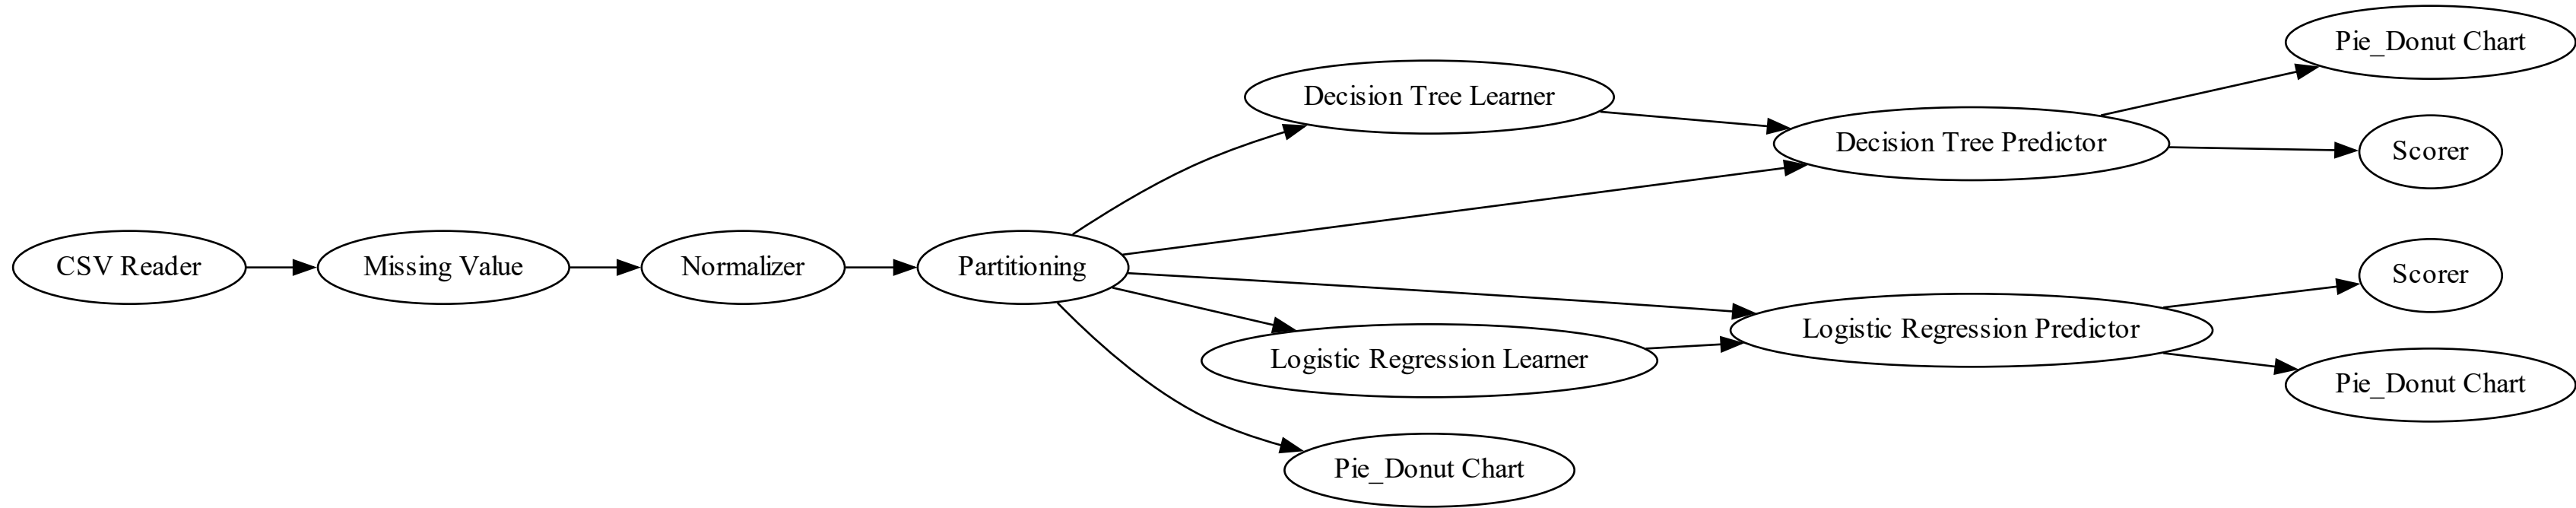 CSV Reader
Missing Value
Normalizer
Partitioning
Decision Tree Learner
Decision Tree Predictor
Pie_Donut Chart
Scorer
Logistic Regression Learner
Logistic Regression Predictor
Scorer
Pie_Donut Chart
Pie_Donut Chart